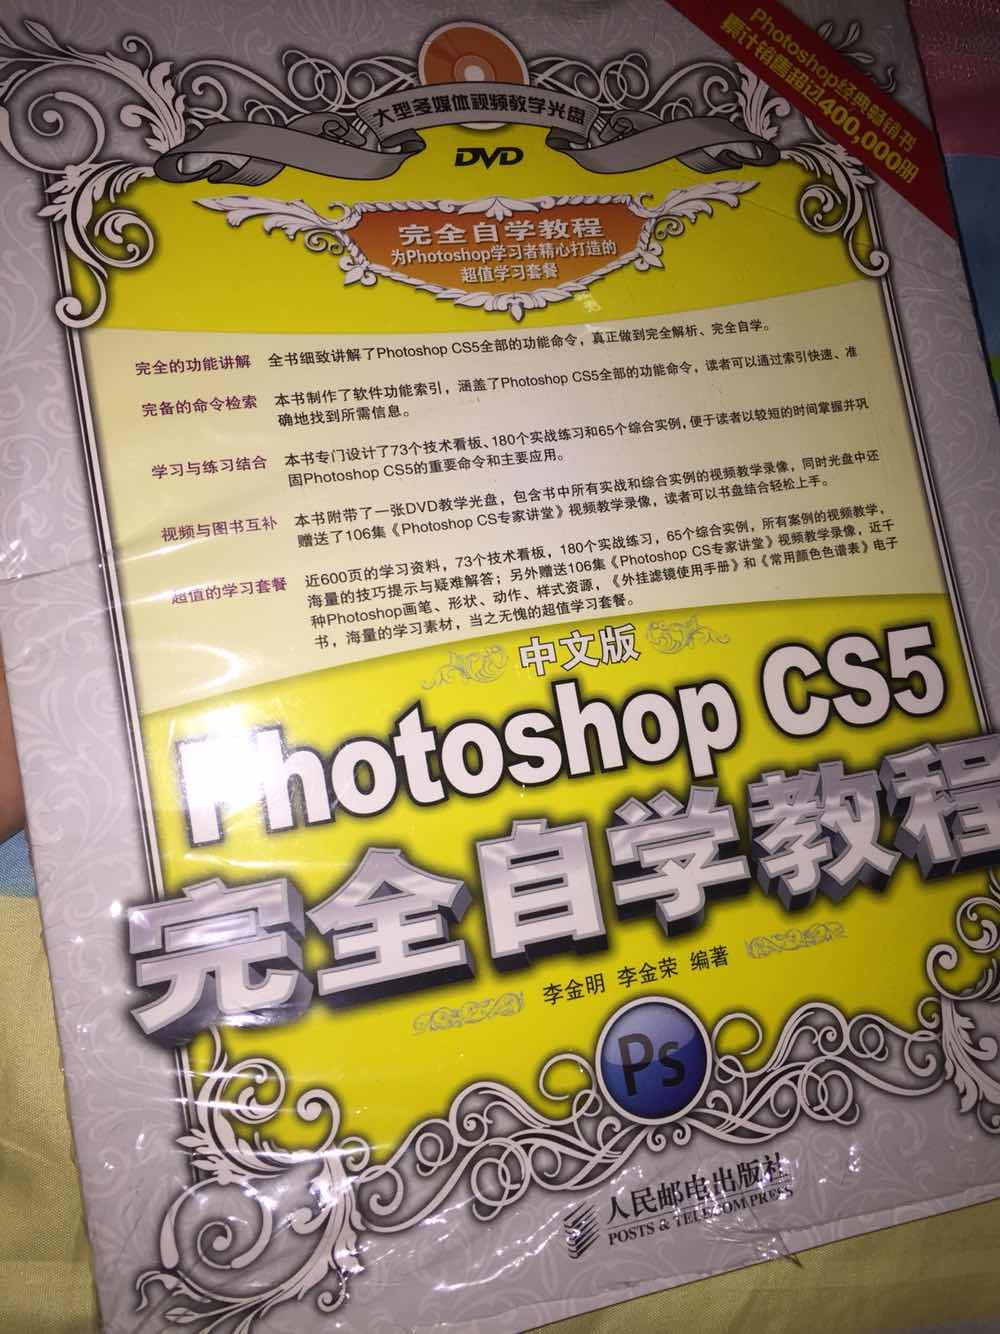 Photoshop经典畅销书
累计销售超过400,000册
大型多媒体视频教学光盘
DVD
完全自学教程
为Photoshop学习者精心打造的
超值学习套餐
完全的功能讲解 全书细致讲解了Photoshop CS5全部的功能命令，真正做到完全解析、完全自学。
完备的命令检索 本书制作了软件功能索引，涵盖了Photoshop CS5全部的功能命令，读者可以通过索引快速、准
确地找到所需信息。
学习与练习结合 本书专门设计了73个技术看板、180个实战练习和65个综合实例，便于读者以较短的时间掌握并巩
固Photoshop CS5的重要命令和主要应用。
视频与图书互补 本书附带了一张DVD教学光盘，包含书中所有实战和综合实例的视频教学录像，同时光盘中还
赠送了106集《Photoshop CS专家讲堂》视频教学录像，读者可以书盘结合轻松上手。
超值的学习套餐 近600页的学习资料，73个技术看板，180个实战练习，65个综合实例，所有案例的视频教学，
海量的技巧提示与疑难解答；另外赠送106集《Photoshop CS专家讲堂》视频教学录像，近千
种Photoshop画笔、形状、动作、样式资源，《外挂滤镜使用手册》和《常用颜色色谱表》电子
书，海量的学习素材，当之无愧的超值学习套餐。
中文版
Photoshop CS5
完全自学教程
李金明 李金荣 编著
Ps
人民邮电出版社
POSTS & TELECOM PRESS